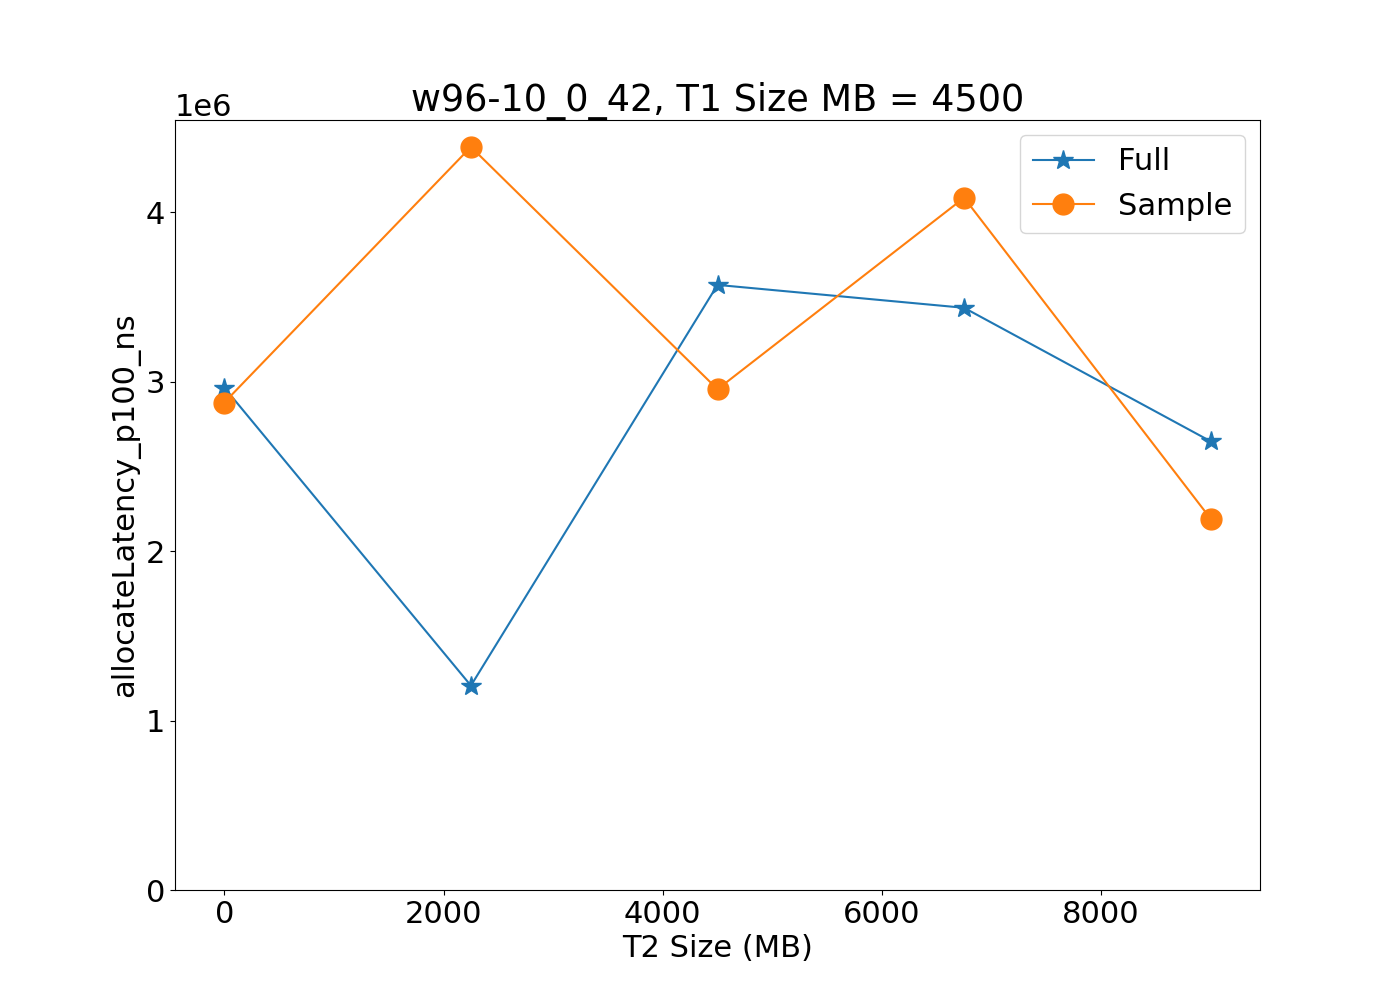 w96-10_0_42, T1 Size MB = 4500
1e6
Full
Sample
4
3
2
1
0
allocateLatency_p100_ns
0 2000 4000 6000 8000
T2 Size (MB)